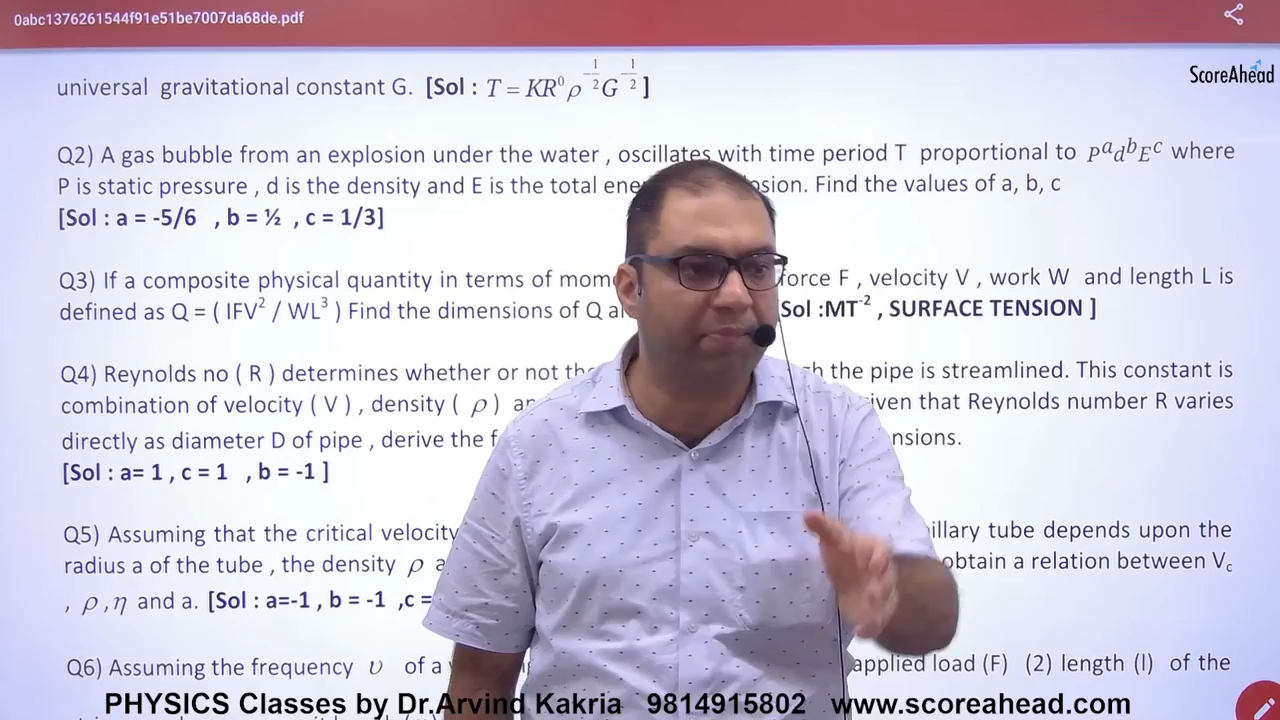 0abc1376261544f91e51be7007da68de.pdf
ScoreAhead
universal gravitational constant G. [Sol : T = KR⁰ρ^{-1/2}G^{-1/2} ]
Q2) A gas bubble from an explosion under the water , oscillates with time period T proportional to P^a d^b E^c where
P is static pressure , d is the density and E is the total Find the values of a, b, c
[Sol : a = -5/6 , b = ½ , c = 1/3]
Q3) If a composite physical quantity in terms of force F , velocity V , work W and length L is
defined as Q = ( IFV² / WL³ ) Find the dimensions of Q Sol :MT⁻² , SURFACE TENSION ]
Q4) Reynolds no ( R ) determines whether or not the pipe is streamlined. This constant is
combination of velocity ( V ) , density ( ρ ) that Reynolds number R varies
directly as diameter D of pipe , derive the
[Sol : a= 1 , c = 1 , b = -1 ]
Q5) Assuming that the critical velocity tube depends upon the
radius a of the tube , the density ρ obtain a relation between V_c
, ρ ,η and a. [Sol : a=-1 , b = -1 ,c =
Q6) Assuming the frequency υ of a applied load (F) (2) length (l) of the
PHYSICS Classes by Dr.Arvind Kakria 9814915802 www.scoreahead.com